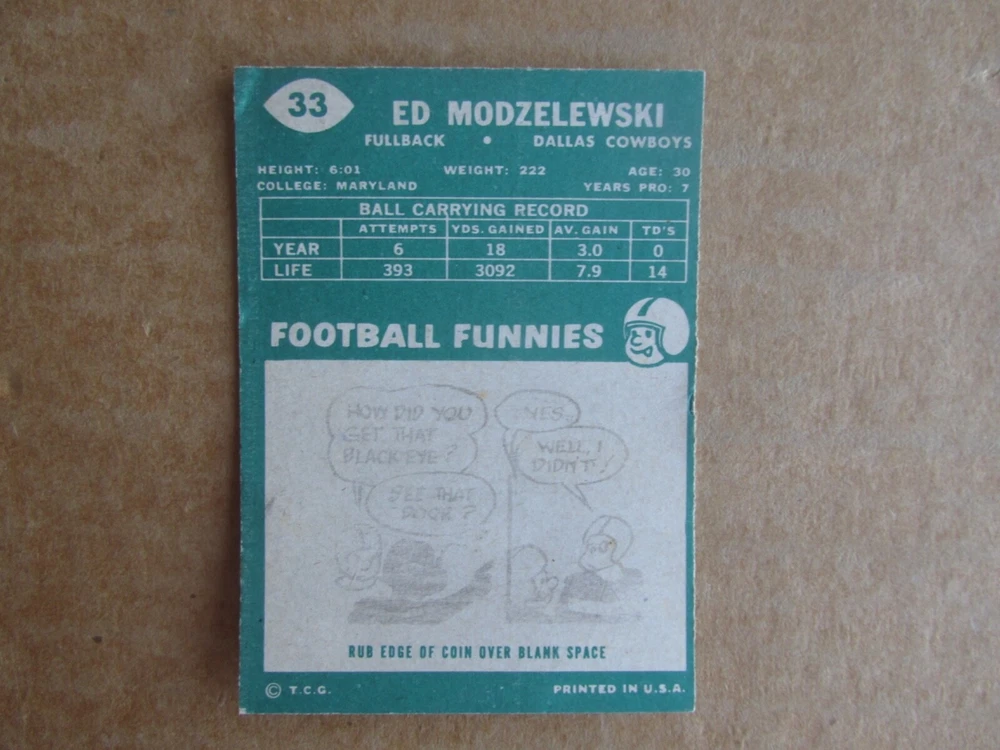 33
ED MODZELEWSKI
FULLBACK • DALLAS COWBOYS
HEIGHT: 6:01 WEIGHT: 222 AGE: 30
COLLEGE: MARYLAND YEARS PRO: 7
BALL CARRYING RECORD
ATTEMPTS YDS. GAINED AV. GAIN TD'S
YEAR 6 18 3.0 0
LIFE 393 3092 7.9 14
FOOTBALL FUNNIES
HOW DID YOU
GET THAT
BLACK EYE?
SEE THAT
DOOR?
YES.
WELL, I
DIDN'T!
RUB EDGE OF COIN OVER BLANK SPACE
© T.C.G. PRINTED IN U.S.A.